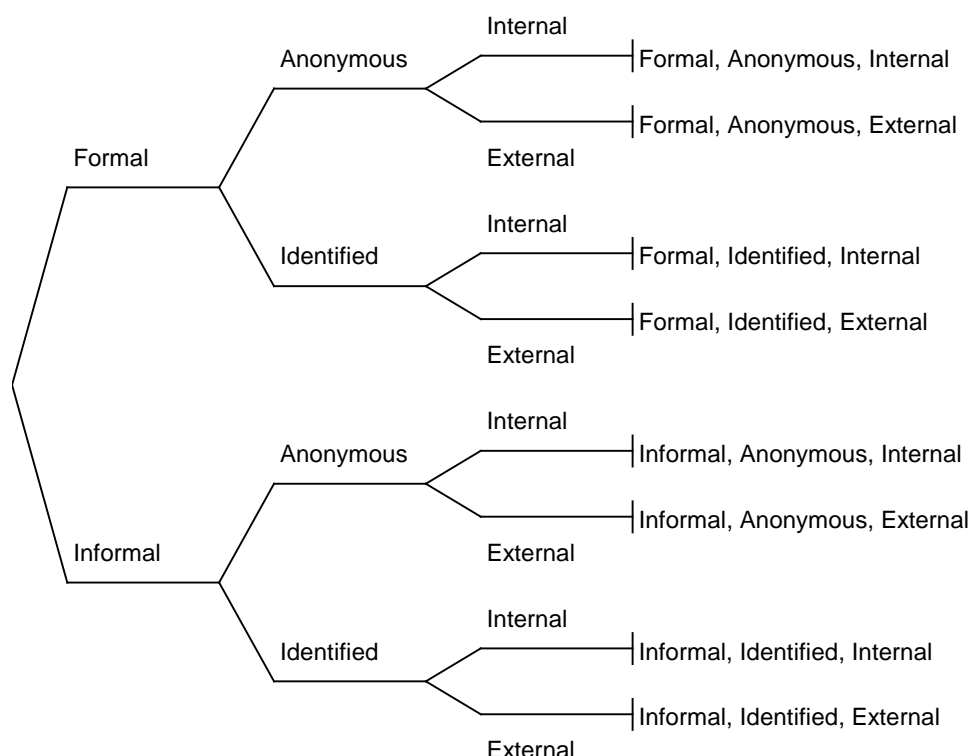 Internal
Anonymous
Formal, Anonymous, Internal
Formal, Anonymous, External
Formal
External
Internal
Identified
Formal, Identified, Internal
Formal, Identified, External
External
Internal
Anonymous
Informal, Anonymous, Internal
Informal, Anonymous, External
Informal
External
Internal
Identified
Informal, Identified, Internal
Informal, Identified, External
External